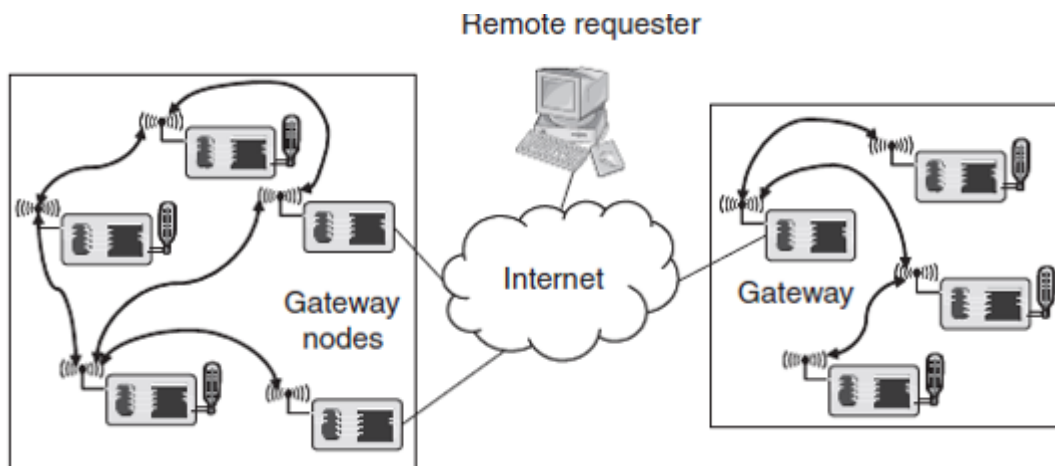 Remote requester
Internet
Gateway
nodes
Gateway